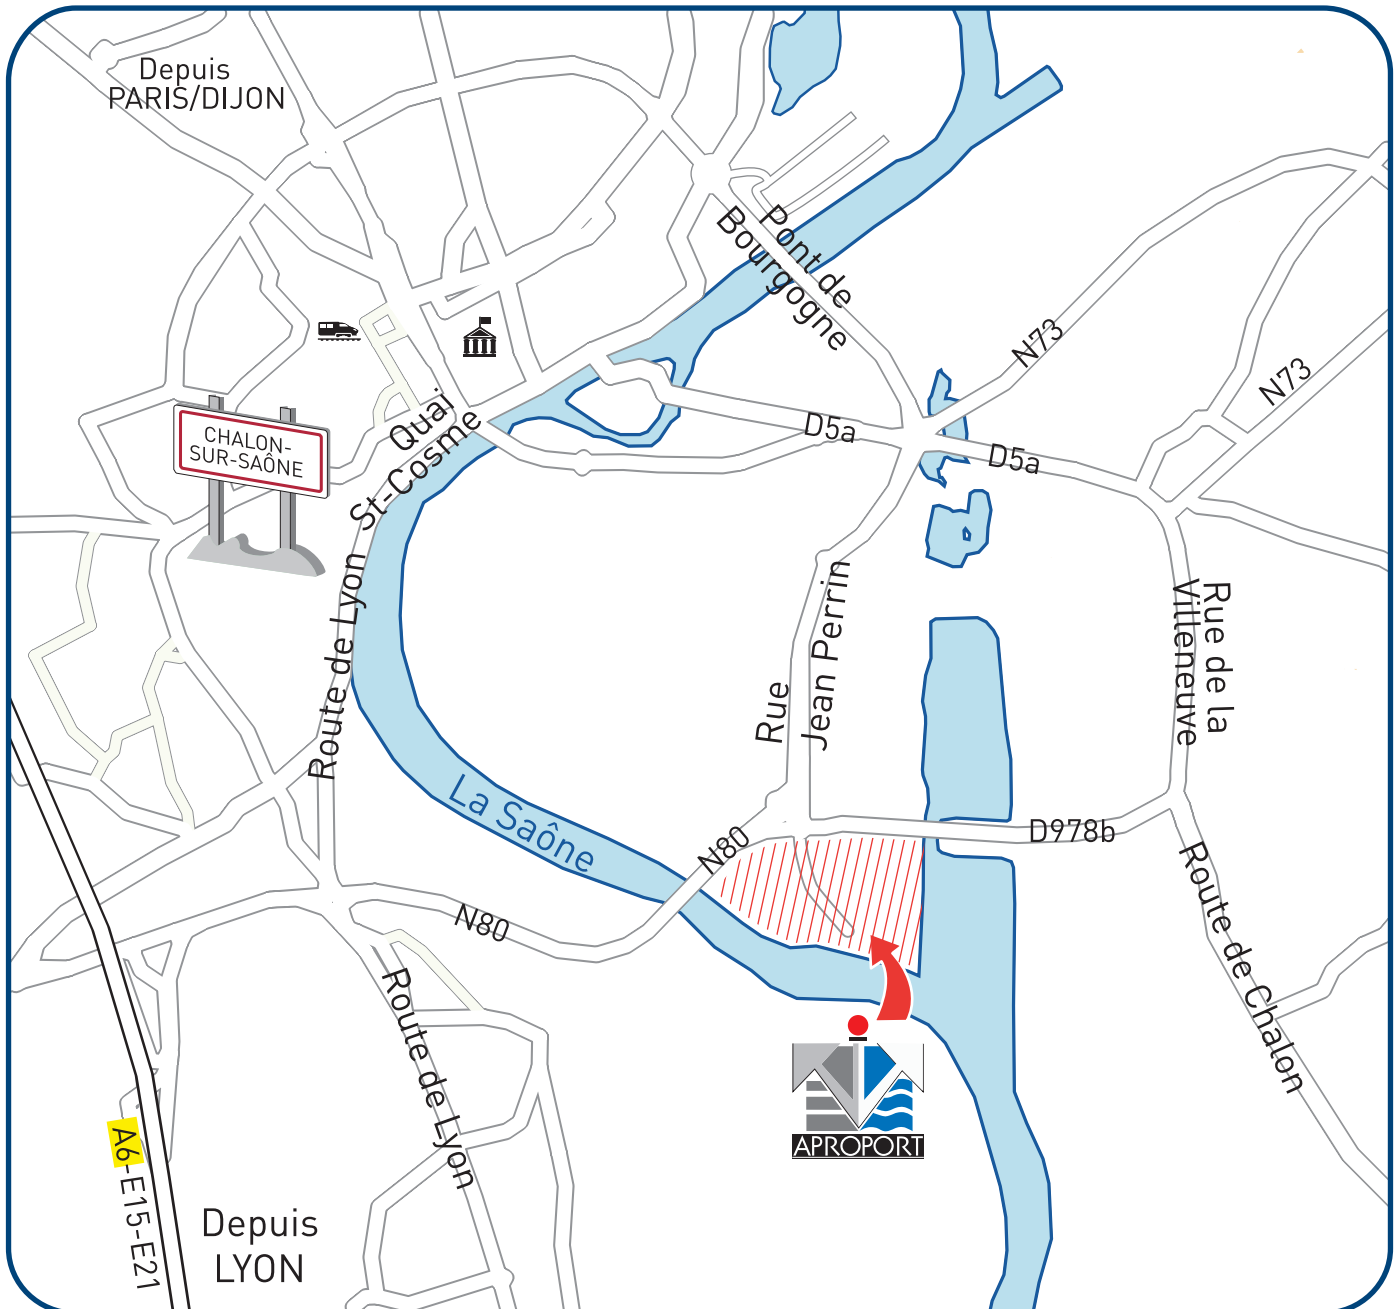 Depuis
PARIS/DIJON
Pont de
Bourgogne
N73
N73
Quai
St-Cosme
D5a
D5a
CHALON-
SUR-SAÔNE
Route de Lyon
Rue
Jean Perrin
Rue de la
Villeneuve
La Saône
N80
D978b
N80
Route de Chalon
Route de Lyon
APROPORT
A6-E15-E21
Depuis
LYON